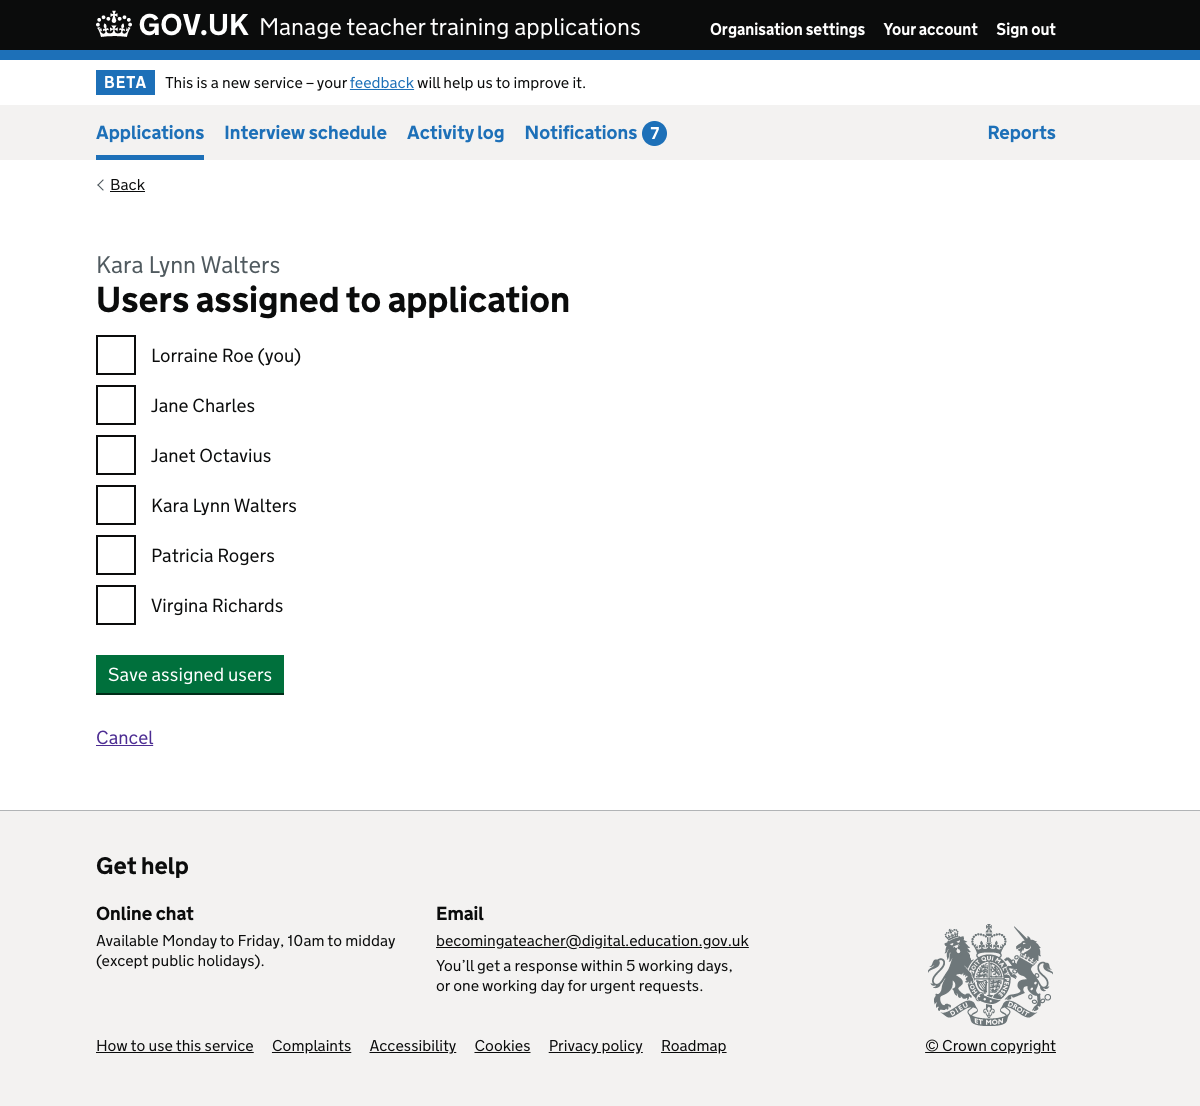 GOV.UK Manage teacher training applications Organisation settings Your account Sign out
BETA This is a new service – your feedback will help us to improve it.
Applications Interview schedule Activity log Notifications 7 Reports
Back
Kara Lynn Walters
Users assigned to application
Lorraine Roe (you)
Jane Charles
Janet Octavius
Kara Lynn Walters
Patricia Rogers
Virgina Richards
Save assigned users
Cancel
Get help
Online chat
Available Monday to Friday, 10am to midday
(except public holidays).
Email
becomingateacher@digital.education.gov.uk
You’ll get a response within 5 working days,
or one working day for urgent requests.
DIEU ET MON DROIT
How to use this service Complaints Accessibility Cookies Privacy policy Roadmap © Crown copyright